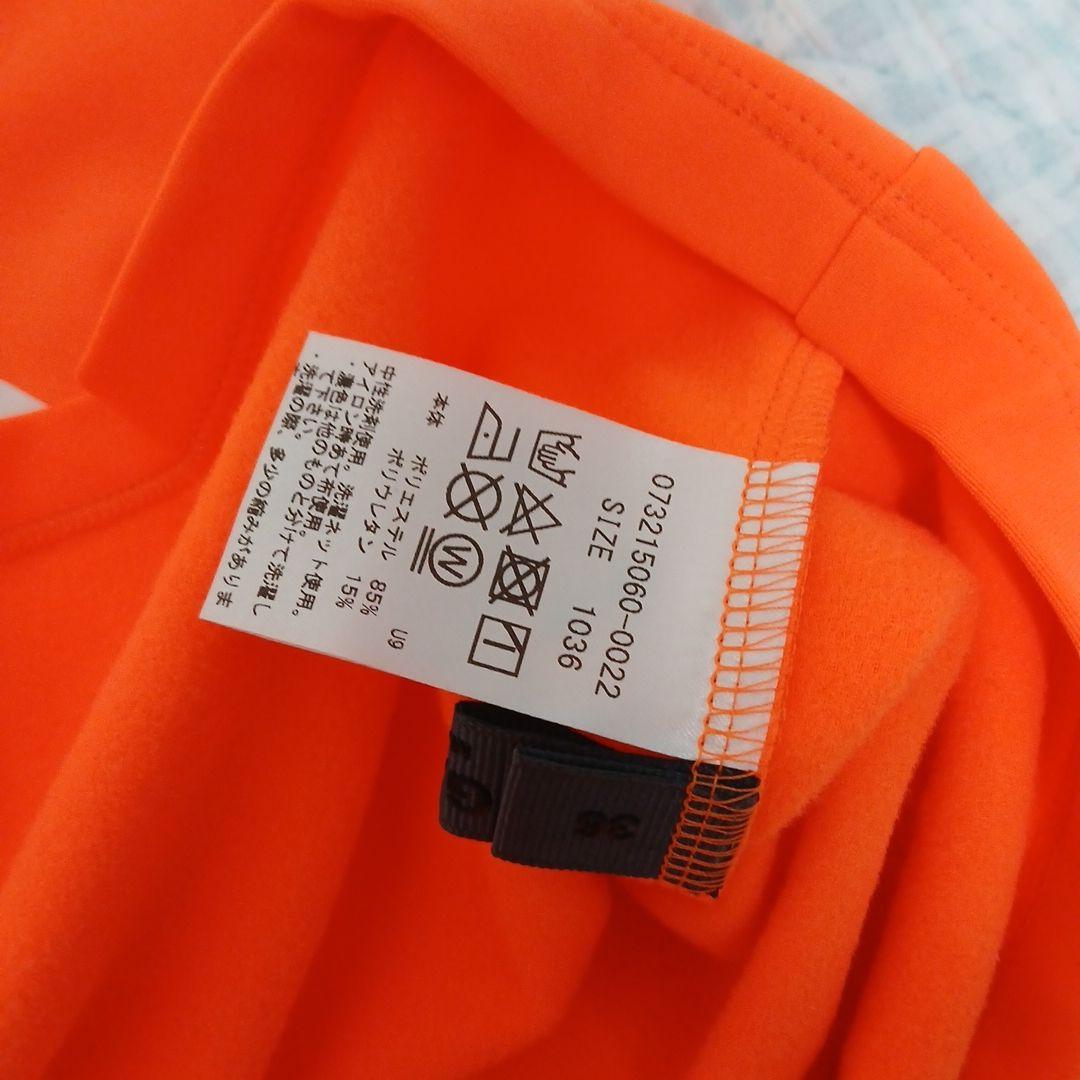 073215060-0022
SIZE 1036
W
本体 ポリエステル 85%
ポリウレタン 15%
U9
中性洗剤使用。洗濯ネット使用。
アイロン時あて布使用。
・濃色は他のものと分けて洗濯し
て下さい。
・洗濯の際、多少の縮みがありま
36
G